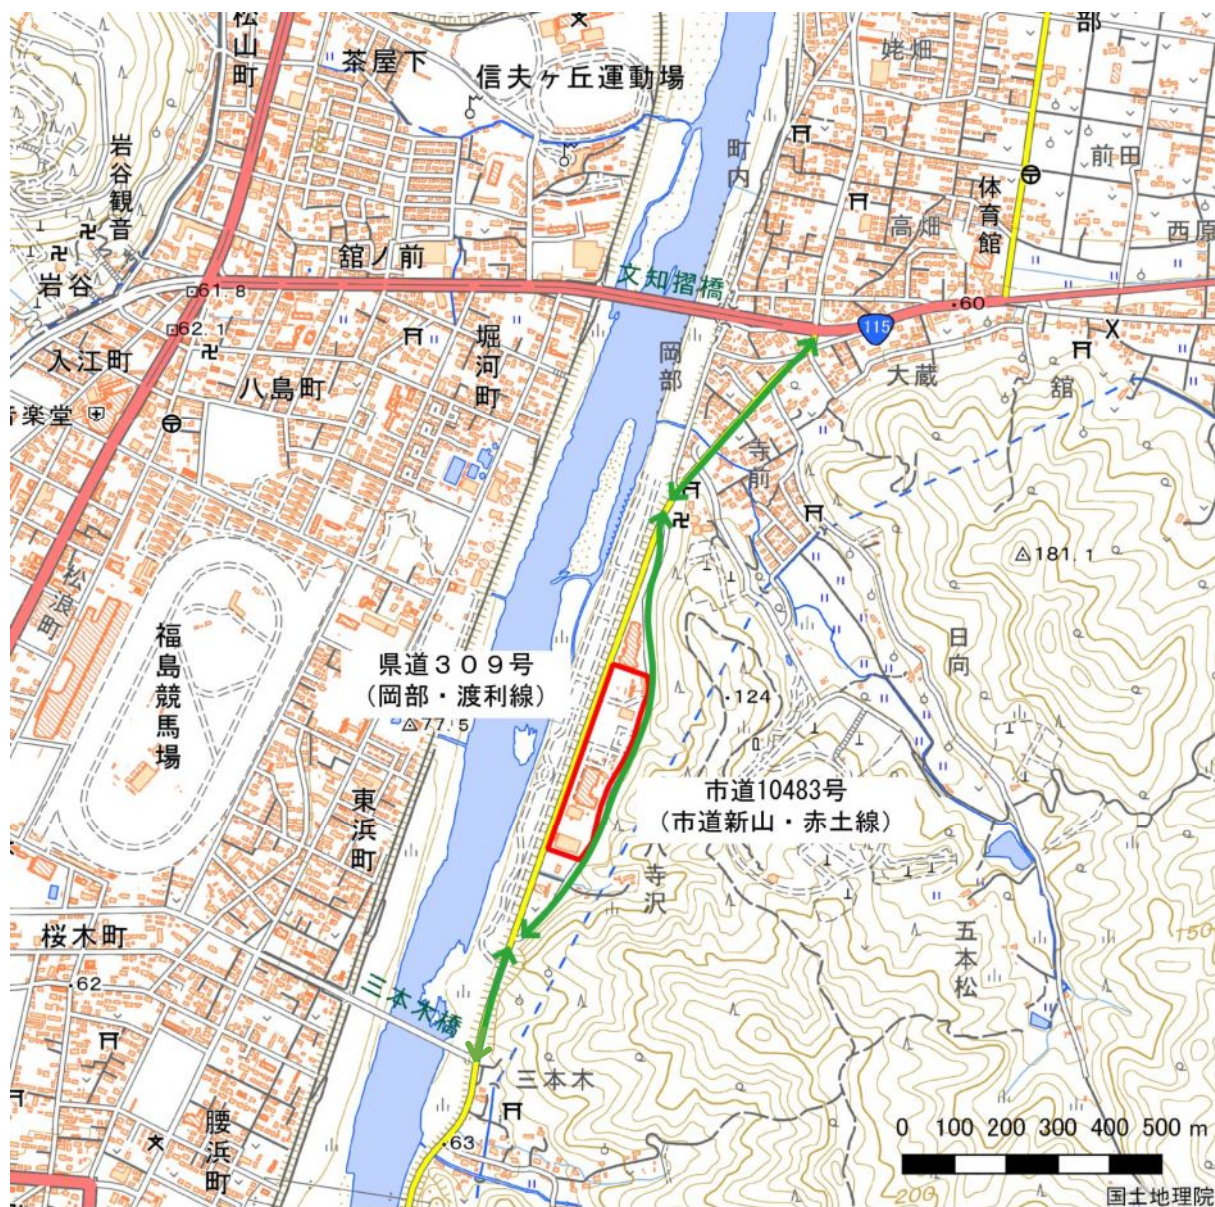 松山町
茶屋下
信夫ヶ丘運動場
姥畑
部
町内
前田
岩谷観音
体育館
高畑
西原
舘ノ前
文知摺橋
岩谷
61.8
60
62.1
115
入江町
堀河町
岡部
大蔵
舘
八島町
音楽堂
寺前
181.1
松浪町
福島競馬場
日向
県道309号
(岡部・渡利線)
77.5
124
市道10483号
(市道新山・赤土線)
東浜町
八寺沢
桜木町
五本松
150
62
三本木橋
三本木
腰浜町
63
0 100 200 300 400 500 m
200
国土地理院